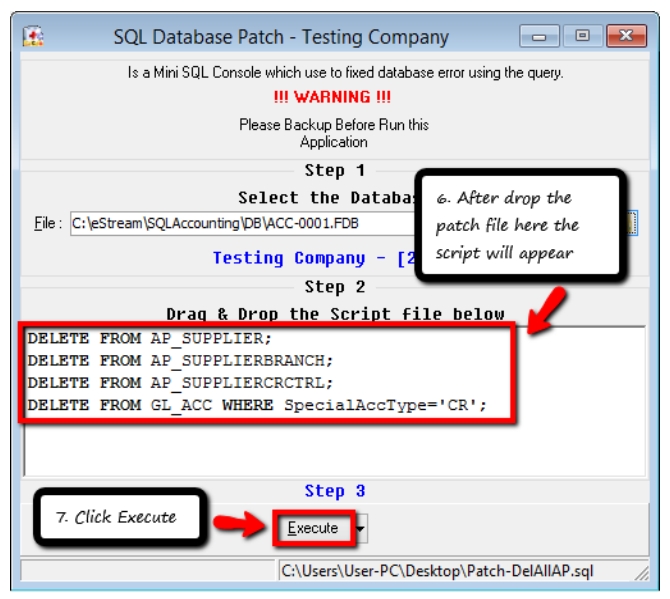 SQL Database Patch - Testing Company
Is a Mini SQL Console which use to fixed database error using the query.
!!! WARNING !!!
Please Backup Before Run this
Application
Step 1
Select the Databa
File : C:\eStream\SQLAccounting\DB\ACC-0001.FDB
Testing Company - [2
6. After drop the
patch file here the
script will appear
Step 2
Drag & Drop the Script file below
DELETE FROM AP_SUPPLIER;
DELETE FROM AP_SUPPLIERBRANCH;
DELETE FROM AP_SUPPLIERCRCTRL;
DELETE FROM GL_ACC WHERE SpecialAccType='CR';
Step 3
7. Click Execute
Execute
C:\Users\User-PC\Desktop\Patch-DelAllAP.sql